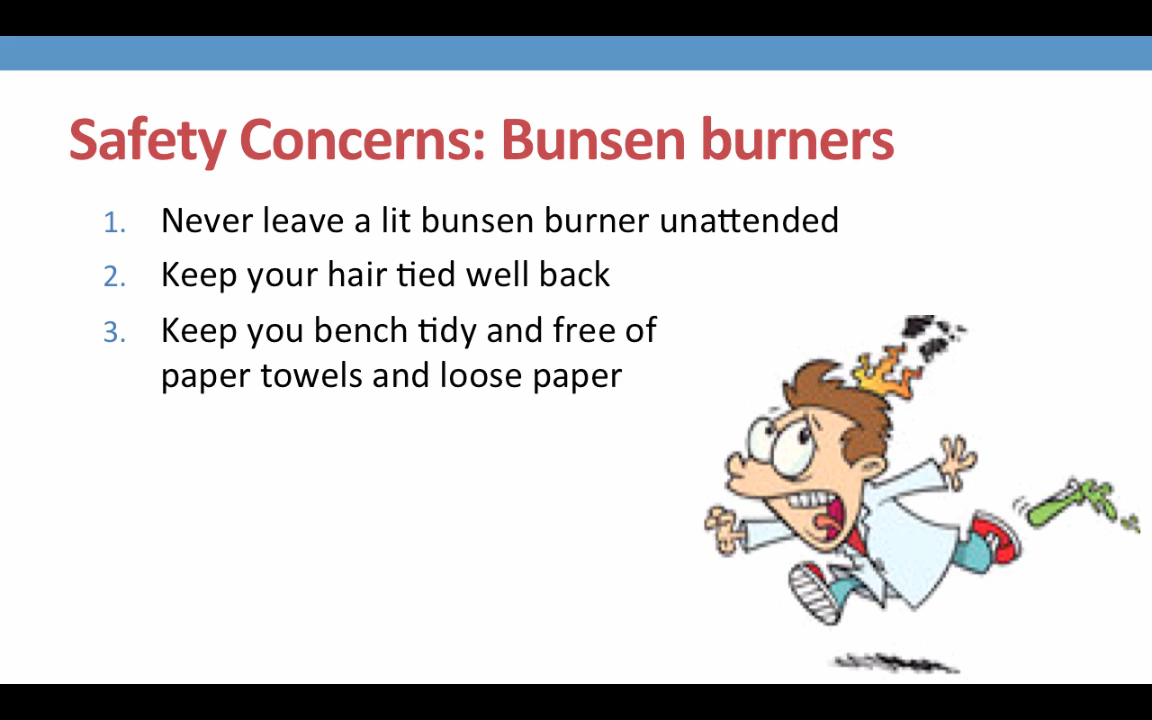 Safety Concerns: Bunsen burners
1. Never leave a lit bunsen burner unattended
2. Keep your hair tied well back
3. Keep you bench tidy and free of
paper towels and loose paper